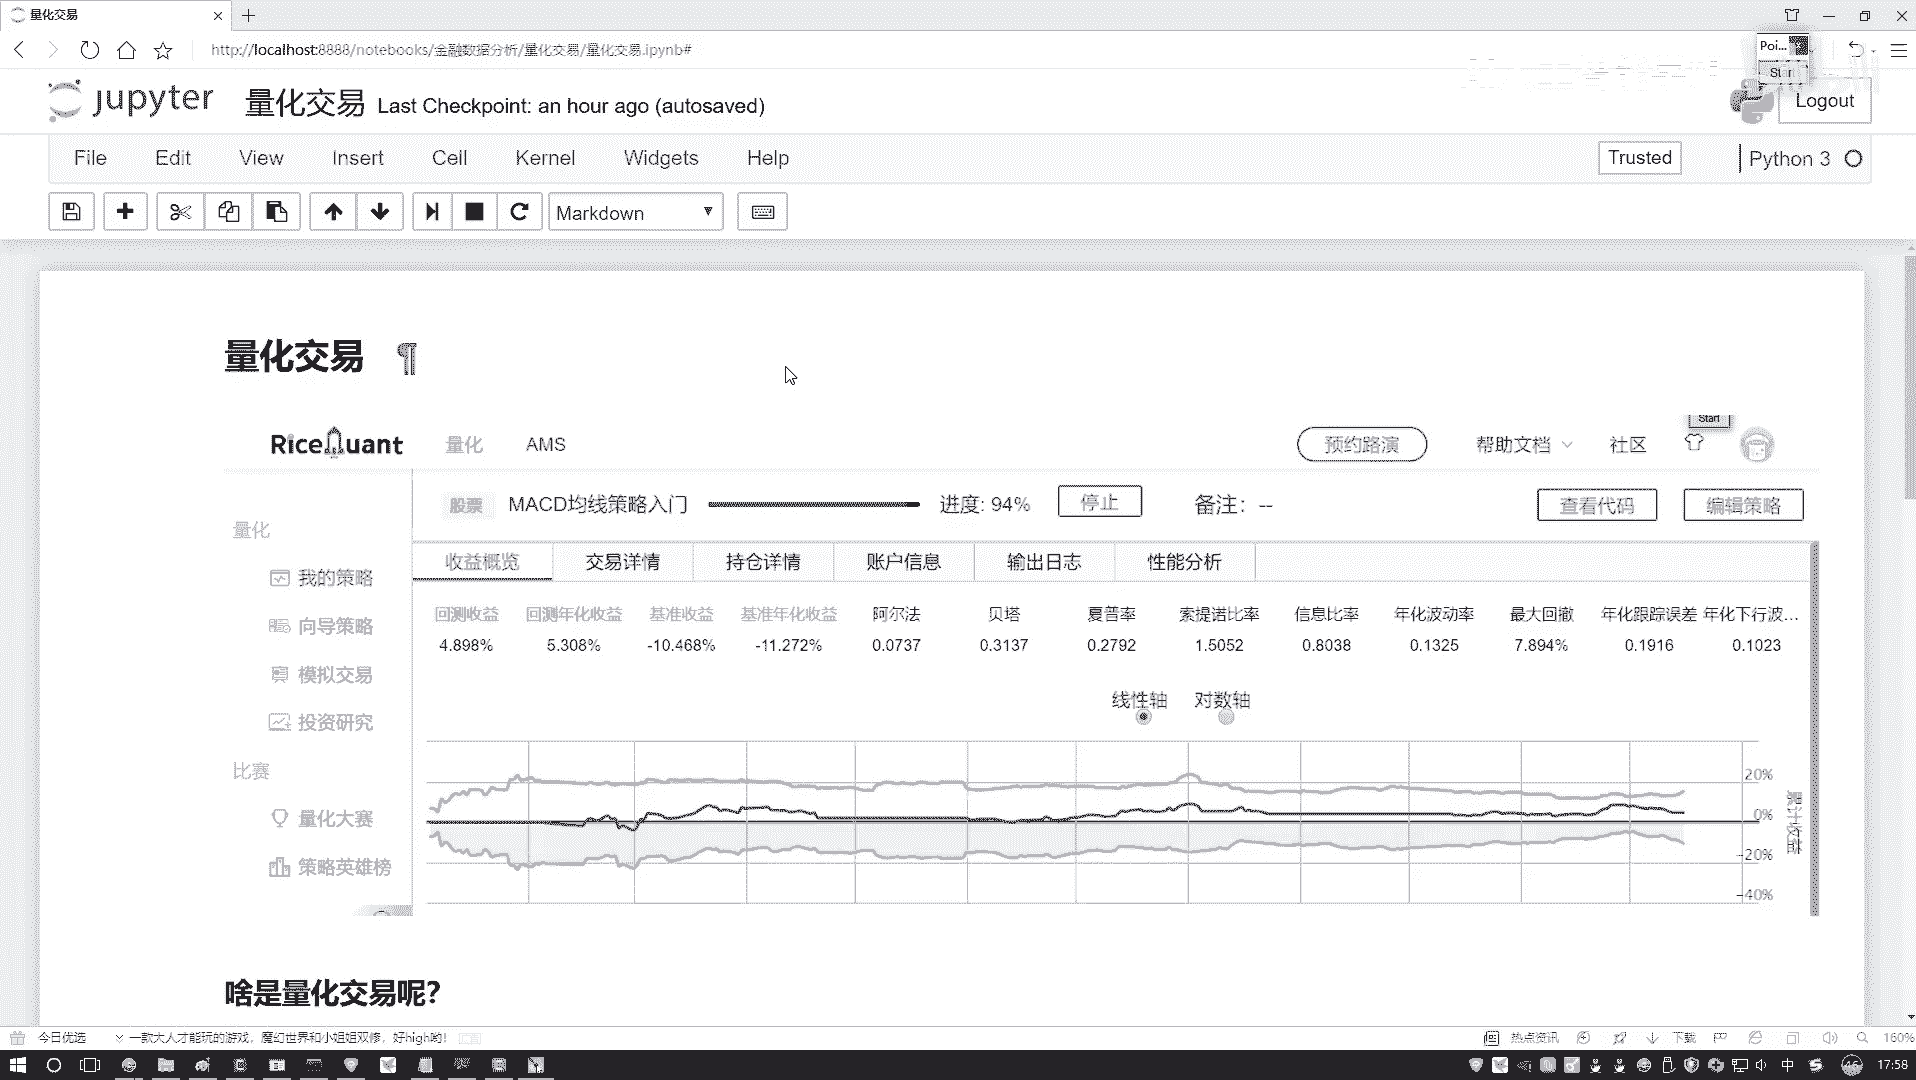 量化交易
http://localhost:8888/notebooks/金融数据分析/量化交易/量化交易.ipynb#
Poi...
Start
jupyter 量化交易 Last Checkpoint: an hour ago (autosaved)
Logout
File Edit View Insert Cell Kernel Widgets Help
Trusted Python 3
Markdown
量化交易 ¶
RiceQuant 量化 AMS 预约路演 帮助文档 社区
Start
股票 MACD均线策略入门 进度: 94% 停止 备注: -- 查看代码 编辑策略
量化
我的策略
向导策略
模拟交易
投资研究
比赛
量化大赛
策略英雄榜
收益概览 交易详情 持仓详情 账户信息 输出日志 性能分析
回测收益 回测年化收益 基准收益 基准年化收益 阿尔法 贝塔 夏普率 索提诺比率 信息比率 年化波动率 最大回撤 年化跟踪误差 年化下行波...
4.898% 5.308% -10.468% -11.272% 0.0737 0.3137 0.2792 1.5052 0.8038 0.1325 7.894% 0.1916 0.1023
线性轴 对数轴
20%
0%
-20%
-40%
累计收益
啥是量化交易呢?
今日优选 一款大人才能玩的游戏，魔幻世界和小姐姐双修，好high哟! 热点资讯 下载 160%
中 46 17:58